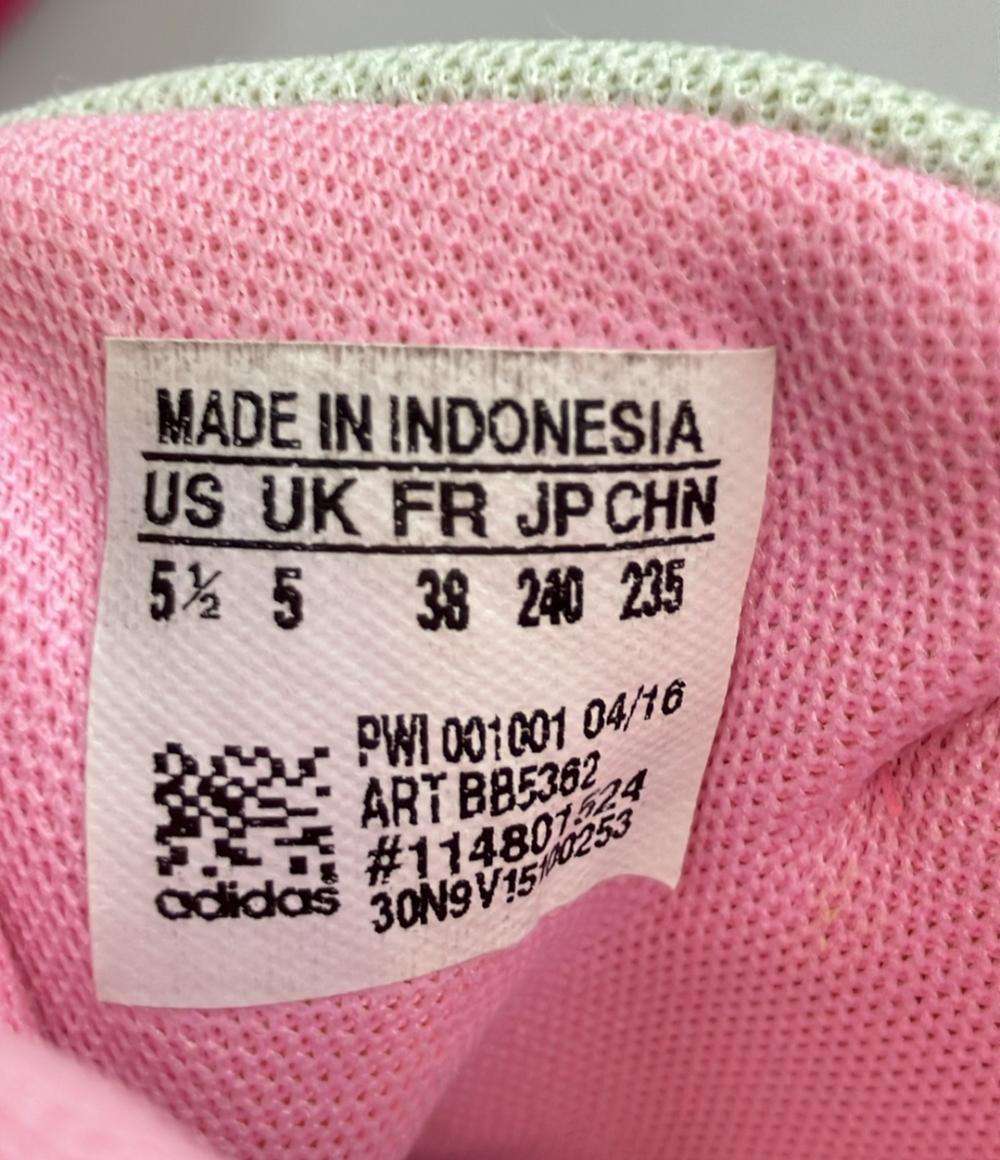 MADE IN INDONESIA
US UK FR JP CHN
5½ 5 38 240 235
PWI 001001 04/16
ART BB5362
#1148071524
30N9V15100253
adidas